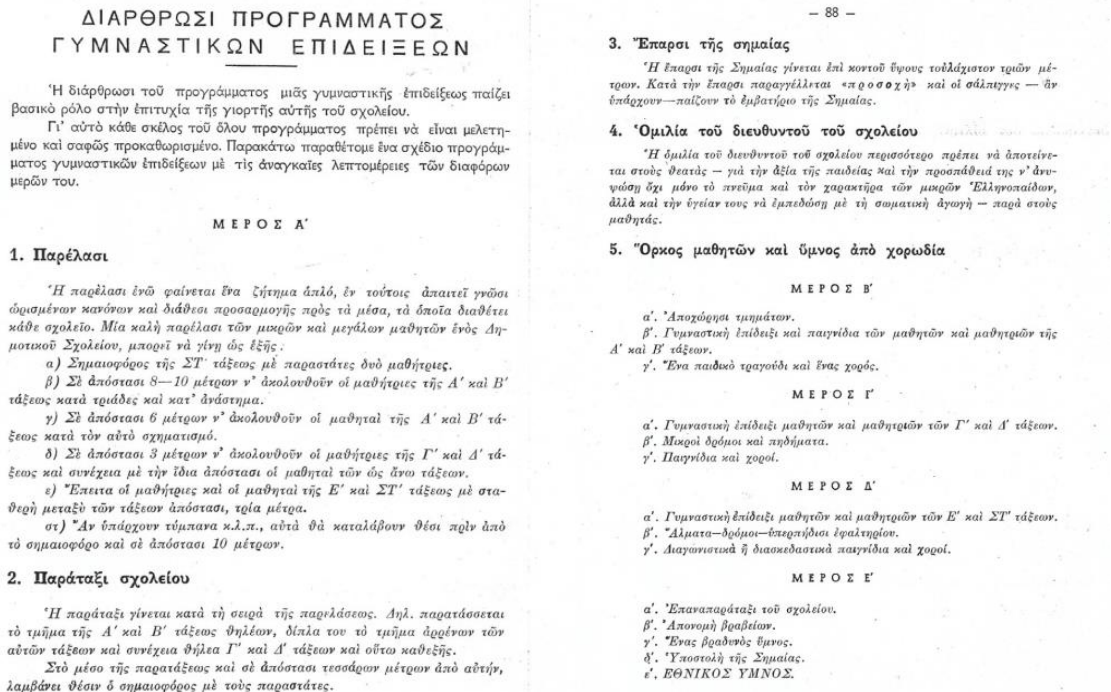 ΔΙΑΡΘΡΩΣΙ ΠΡΟΓΡΑΜΜΑΤΟΣ
ΓΥΜΝΑΣΤΙΚΩΝ ΕΠΙΔΕΙΞΕΩΝ
Ἡ διάρθρωσι τοῦ προγράμματος μιᾶς γυμναστικῆς ἐπιδείξεως παίζει
βασικὸ ρόλο στὴν ἐπιτυχία τῆς γιορτῆς αὐτῆς τοῦ σχολείου.
Γι᾽ αὐτὸ κάθε σκέλος τοῦ ὅλου προγράμματος πρέπει νὰ εἶναι μελετη-
μένο καὶ σαφῶς προκαθωρισμένο. Παρακάτω παραθέτομε ἕνα σχέδιο προγράμ-
ματος γυμναστικῶν ἐπιδείξεων μὲ τὶς ἀναγκαῖες λεπτομέρειες τῶν διαφόρων
μερῶν του.
ΜΕΡΟΣ Α΄
1. Παρέλασι
Ἡ παρέλασι ἐνῶ φαίνεται ἕνα ζήτημα ἁπλό, ἐν τούτοις ἀπαιτεῖ γνῶσι
ὡρισμένων κανόνων καὶ διάθεσι προσαρμογῆς πρὸς τὰ μέσα, τὰ ὁποῖα διαθέτει
κάθε σχολεῖο. Μία καλὴ παρέλασι τῶν μικρῶν καὶ μεγάλων μαθητῶν ἑνὸς Δη-
μοτικοῦ Σχολείου, μπορεῖ νὰ γίνῃ ὡς ἑξῆς :
α) Σημαιοφόρος τῆς ΣΤ΄ τάξεως μὲ παραστάτες δυὸ μαθήτριες.
β) Σὲ ἀπόστασι 8—10 μέτρων ν᾽ ἀκολουθοῦν οἱ μαθήτριες τῆς Α΄ καὶ Β΄
τάξεως κατὰ τριάδες καὶ κατ᾽ ἀνάστημα.
γ) Σὲ ἀπόστασι 6 μέτρων ν᾽ ἀκολουθοῦν οἱ μαθηταὶ τῆς Α΄ καὶ Β΄ τά-
ξεως κατὰ τὸν αὐτὸ σχηματισμό.
δ) Σὲ ἀπόστασι 3 μέτρων ν᾽ ἀκολουθοῦν οἱ μαθήτριες τῆς Γ΄ καὶ Δ΄ τά-
ξεως καὶ συνέχεια μὲ τὴν ἴδια ἀπόστασι οἱ μαθηταὶ τῶν ὡς ἄνω τάξεων.
ε) Ἔπειτα οἱ μαθήτριες καὶ οἱ μαθηταὶ τῆς Ε΄ καὶ ΣΤ΄ τάξεως μὲ στα-
θερὴ μεταξὺ τῶν τάξεων ἀπόστασι, τρία μέτρα.
στ) Ἂν ὑπάρχουν τύμπανα κ.λ.π., αὐτὰ θὰ καταλάβουν θέσι πρὶν ἀπὸ
τὸ σημαιοφόρο καὶ σὲ ἀπόστασι 10 μέτρων.
2. Παράταξι σχολείου
Ἡ παράταξι γίνεται κατὰ τὴ σειρὰ τῆς παρελάσεως. Δηλ. παρατάσσεται
τὸ τμῆμα τῆς Α΄ καὶ Β΄ τάξεως θηλέων, δίπλα του τὸ τμῆμα ἀρρένων τῶν
αὐτῶν τάξεων καὶ συνέχεια θήλεα Γ΄ καὶ Δ΄ τάξεων καὶ οὕτω καθεξῆς.
Στὸ μέσο τῆς παρατάξεως καὶ σὲ ἀπόστασι τεσσάρων μέτρων ἀπὸ αὐτήν,
λαμβάνει θέσιν ὁ σημαιοφόρος μὲ τοὺς παραστάτες.
— 88 —
3. Ἔπαρσι τῆς σημαίας
Ἡ ἔπαρσι τῆς Σημαίας γίνεται ἐπὶ κοντοῦ ὕψους τοὐλάχιστον τριῶν μέ-
τρων. Κατὰ τὴν ἔπαρσι παραγγέλλεται «προσοχὴ» καὶ οἱ σάλπιγγες — ἂν
ὑπάρχουν—παίζουν τὸ ἐμβατήριο τῆς Σημαίας.
4. Ὁμιλία τοῦ διευθυντοῦ τοῦ σχολείου
Ἡ ὁμιλία τοῦ διευθυντοῦ τοῦ σχολείου περισσότερο πρέπει νὰ ἀποτείνε-
ται στοὺς θεατὰς — γιὰ τὴν ἀξία τῆς παιδείας καὶ τὴν προσπάθειά της ν᾽ ἀνυ-
ψώσῃ ὄχι μόνο τὸ πνεῦμα καὶ τὸν χαρακτῆρα τῶν μικρῶν Ἑλληνοπαίδων,
ἀλλὰ καὶ τὴν ὑγείαν τους νὰ ἐμπεδώσῃ μὲ τὴ σωματικὴ ἀγωγὴ — παρὰ στοὺς
μαθητάς.
5. Ὅρκος μαθητῶν καὶ ὕμνος ἀπὸ χορωδία
ΜΕΡΟΣ Β΄
α΄. Ἀποχώρησι τμημάτων.
β΄. Γυμναστικὴ ἐπίδειξι καὶ παιγνίδια τῶν μαθητῶν καὶ μαθητριῶν τῆς
Α΄ καὶ Β΄ τάξεων.
γ΄. Ἕνα παιδικὸ τραγούδι καὶ ἕνας χορός.
ΜΕΡΟΣ Γ΄
α΄. Γυμναστικὴ ἐπίδειξι μαθητῶν καὶ μαθητριῶν τῶν Γ΄ καὶ Δ΄ τάξεων.
β΄. Μικροὶ δρόμοι καὶ πηδήματα.
γ΄. Παιγνίδια καὶ χοροί.
ΜΕΡΟΣ Δ΄
α΄. Γυμναστικὴ ἐπίδειξι μαθητῶν καὶ μαθητριῶν τῶν Ε΄ καὶ ΣΤ΄ τάξεων.
β΄. Ἅλματα—δρόμοι—ὑπερπήδισι ἐφαλτηρίου.
γ΄. Διαγωνιστικὰ ἢ διασκεδαστικὰ παιγνίδια καὶ χοροί.
ΜΕΡΟΣ Ε΄
α΄. Ἐπαναπαράταξι τοῦ σχολείου.
β΄. Ἀπονομὴ βραβείων.
γ΄. Ἕνας βραδυνὸς ὕμνος.
δ΄. Ὑποστολὴ τῆς Σημαίας.
ε΄. ΕΘΝΙΚΟΣ ΥΜΝΟΣ.